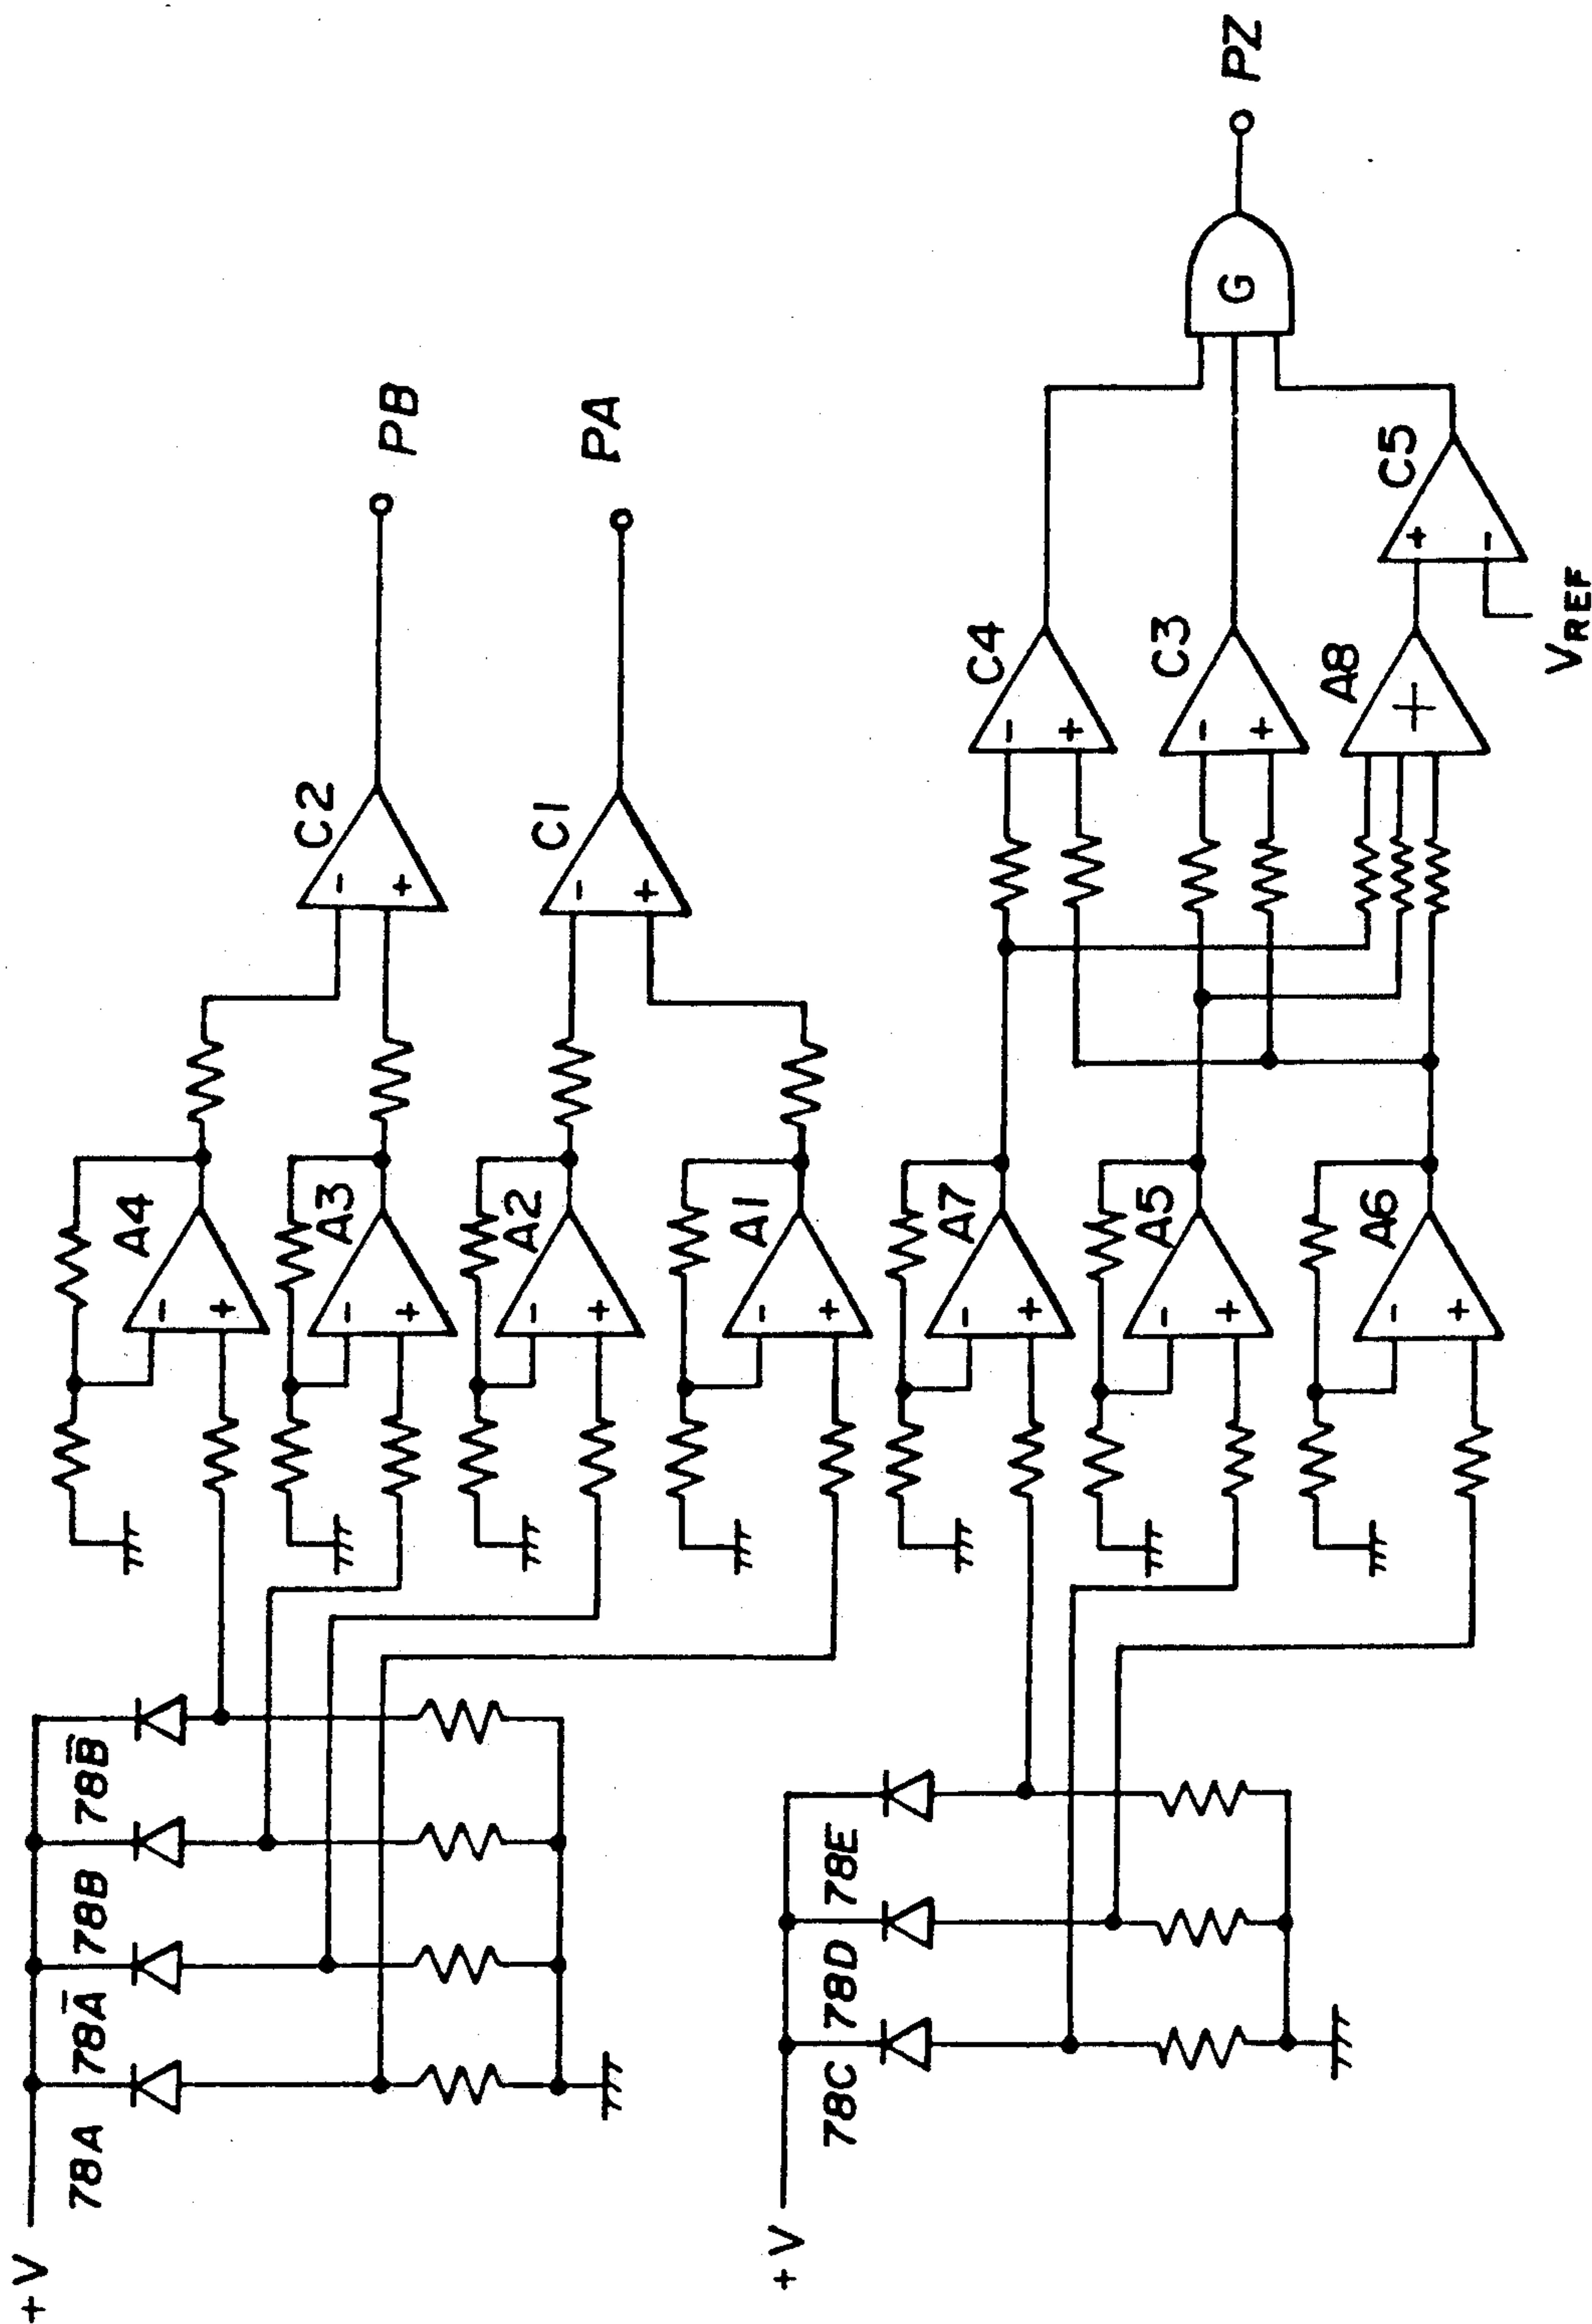 +V
78A
78A̅
78B
78B̅
A4
A3
A2
A1
C2
C1
PB
PA
+V
78C
78D
78E
A7
A5
A6
C4
C3
A8
C5
VREF
G
PZ
- +
- +
- +
- +
- +
- +
- +
- +
- +
- +
- +
+
+ -